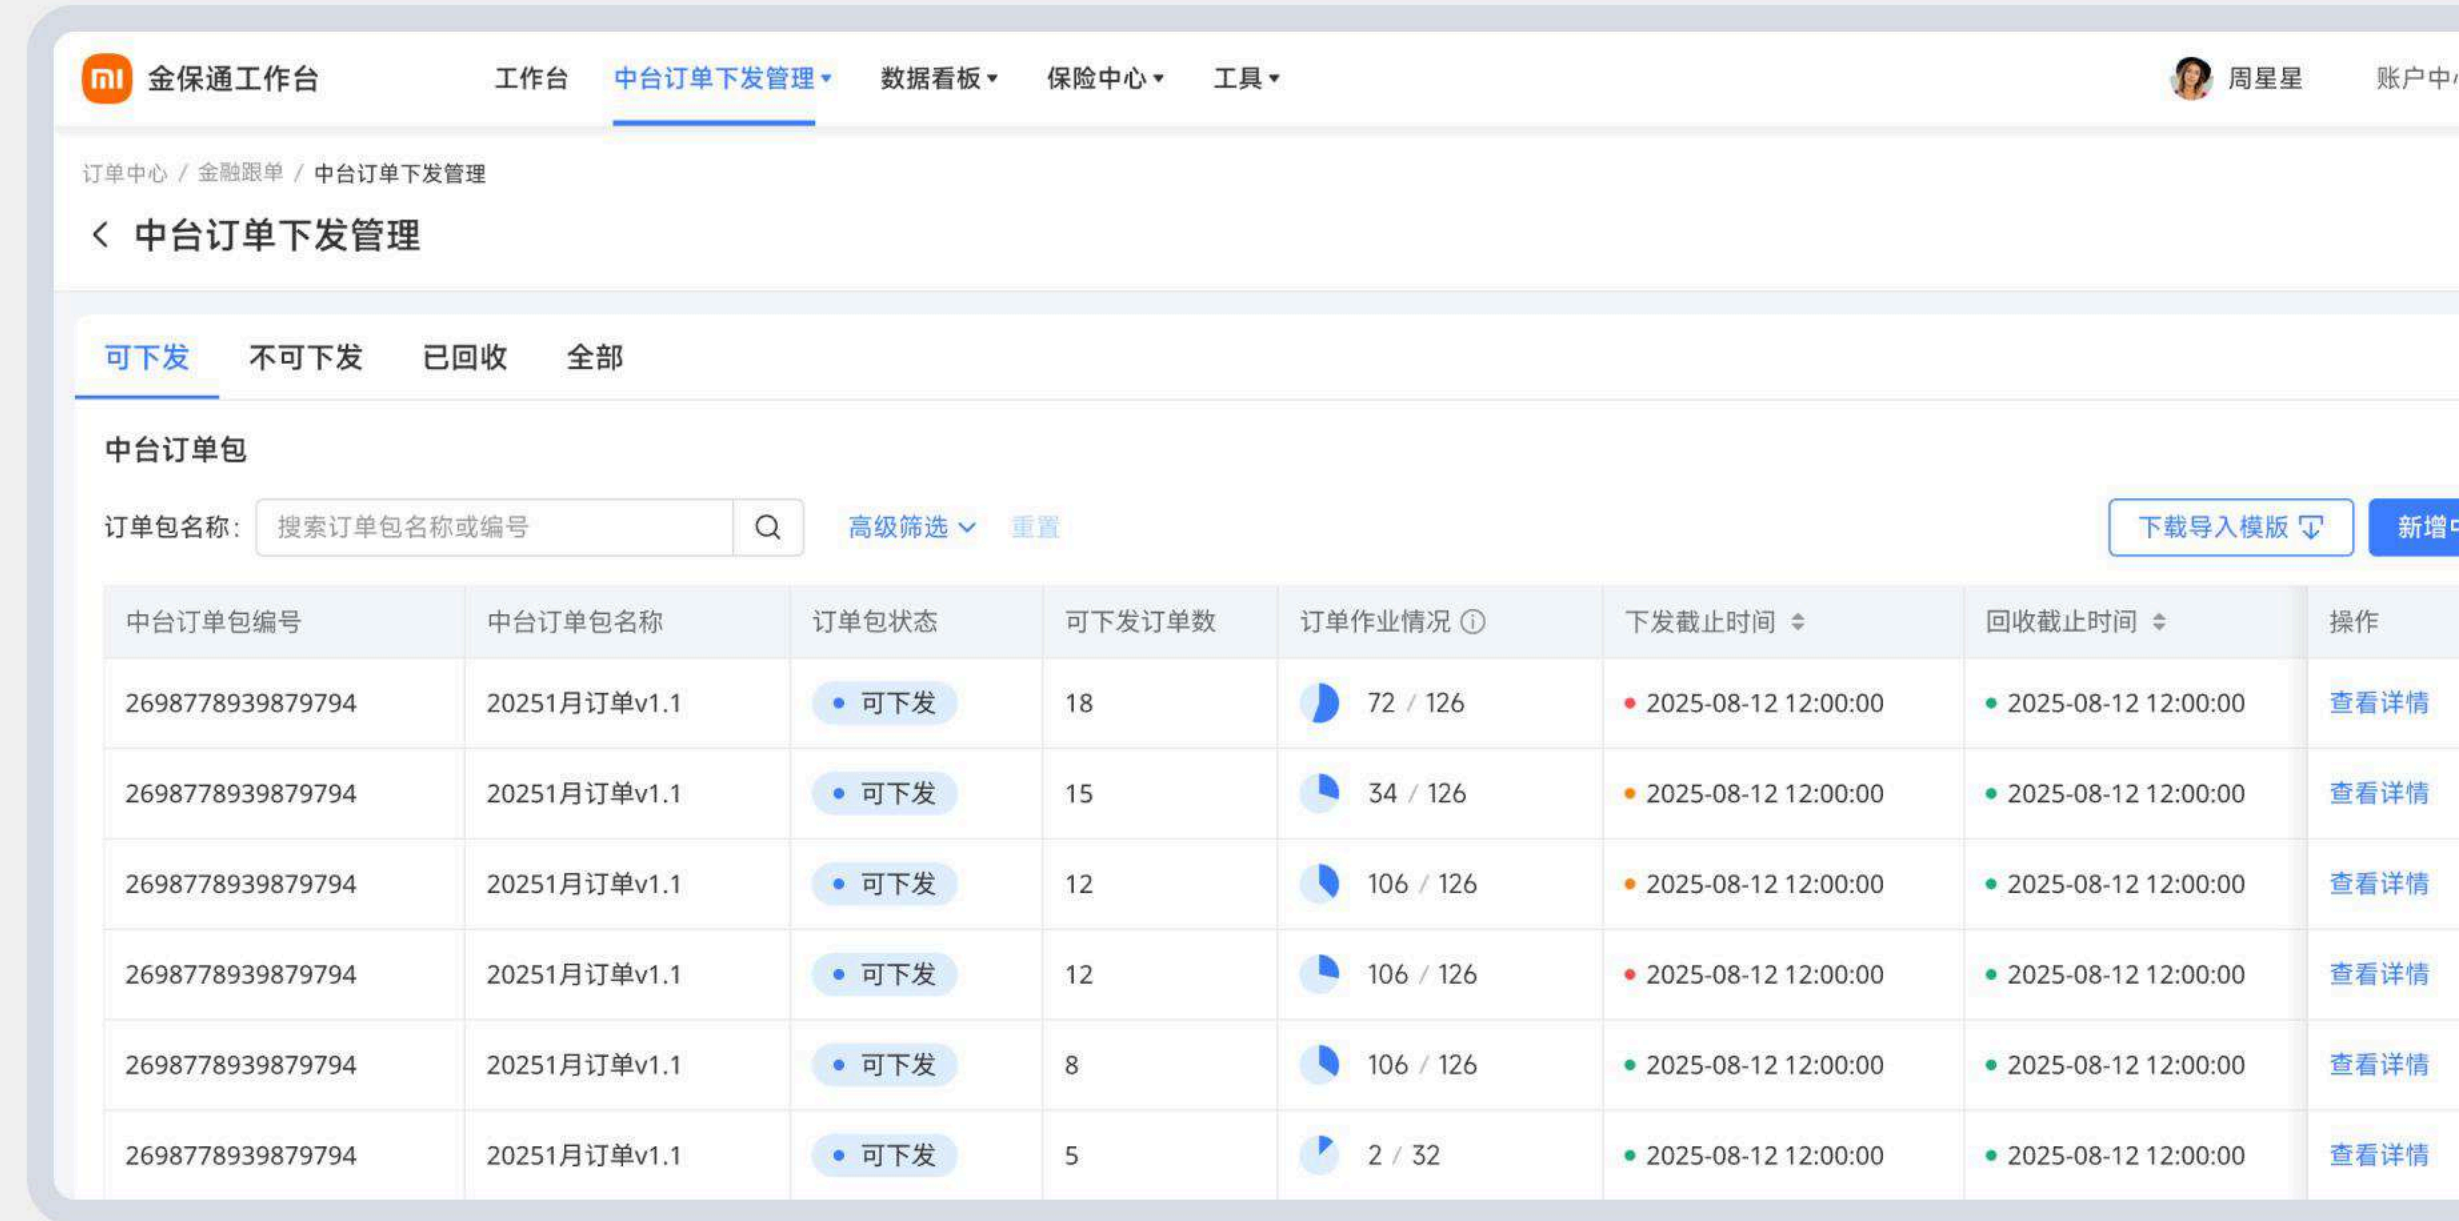 金保通工作台 工作台 中台订单下发管理 数据看板 保险中心 工具 周星星 账户中
订单中心 / 金融跟单 / 中台订单下发管理
中台订单下发管理
可下发 不可下发 已回收 全部
中台订单包
订单包名称: 搜索订单包名称或编号 高级筛选 重置 下载导入模版 新增
中台订单包编号 中台订单包名称 订单包状态 可下发订单数 订单作业情况 下发截止时间 回收截止时间 操作
2698778939879794 20251月订单v1.1 可下发 18 72 / 126 2025-08-12 12:00:00 2025-08-12 12:00:00 查看详情
2698778939879794 20251月订单v1.1 可下发 15 34 / 126 2025-08-12 12:00:00 2025-08-12 12:00:00 查看详情
2698778939879794 20251月订单v1.1 可下发 12 106 / 126 2025-08-12 12:00:00 2025-08-12 12:00:00 查看详情
2698778939879794 20251月订单v1.1 可下发 12 106 / 126 2025-08-12 12:00:00 2025-08-12 12:00:00 查看详情
2698778939879794 20251月订单v1.1 可下发 8 106 / 126 2025-08-12 12:00:00 2025-08-12 12:00:00 查看详情
2698778939879794 20251月订单v1.1 可下发 5 2 / 32 2025-08-12 12:00:00 2025-08-12 12:00:00 查看详情